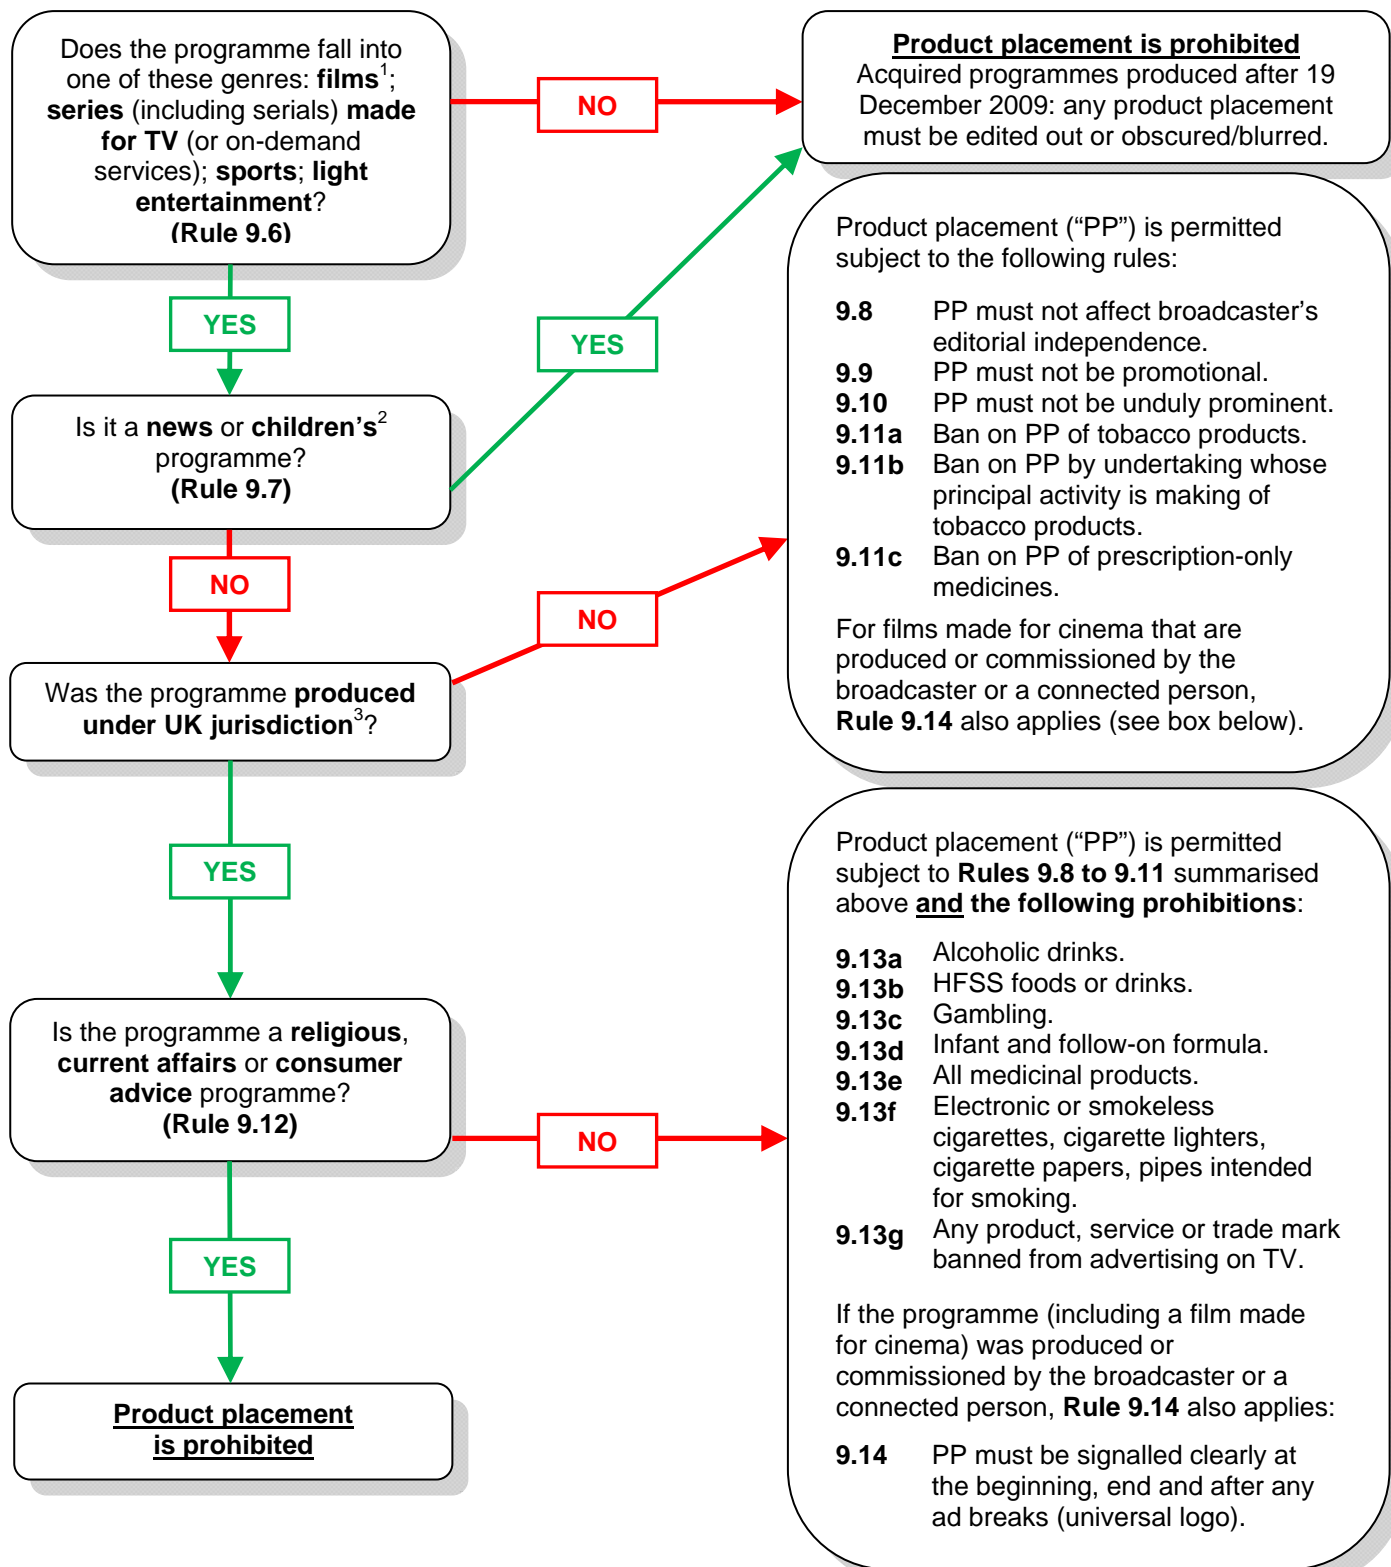 Does the programme fall into
one of these genres: films1;
series (including serials) made
for TV (or on-demand
services); sports; light
entertainment?
(Rule 9.6)
NO
Product placement is prohibited
Acquired programmes produced after 19
December 2009: any product placement
must be edited out or obscured/blurred.
YES
YES
Is it a news or children's2
programme?
(Rule 9.7)
NO
NO
Product placement (“PP”) is permitted
subject to the following rules:
9.8 PP must not affect broadcaster’s
editorial independence.
9.9 PP must not be promotional.
9.10 PP must not be unduly prominent.
9.11a Ban on PP of tobacco products.
9.11b Ban on PP by undertaking whose
principal activity is making of
tobacco products.
9.11c Ban on PP of prescription-only
medicines.
For films made for cinema that are
produced or commissioned by the
broadcaster or a connected person,
Rule 9.14 also applies (see box below).
Was the programme produced
under UK jurisdiction3?
YES
Is the programme a religious,
current affairs or consumer
advice programme?
(Rule 9.12)
NO
Product placement (“PP”) is permitted
subject to Rules 9.8 to 9.11 summarised
above and the following prohibitions:
9.13a Alcoholic drinks.
9.13b HFSS foods or drinks.
9.13c Gambling.
9.13d Infant and follow-on formula.
9.13e All medicinal products.
9.13f Electronic or smokeless
cigarettes, cigarette lighters,
cigarette papers, pipes intended
for smoking.
9.13g Any product, service or trade mark
banned from advertising on TV.
If the programme (including a film made
for cinema) was produced or
commissioned by the broadcaster or a
connected person, Rule 9.14 also applies:
9.14 PP must be signalled clearly at
the beginning, end and after any
ad breaks (universal logo).
YES
Product placement
is prohibited